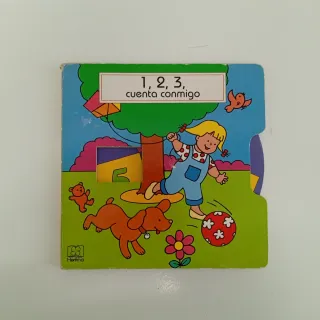 1, 2, 3,
cuenta conmigo